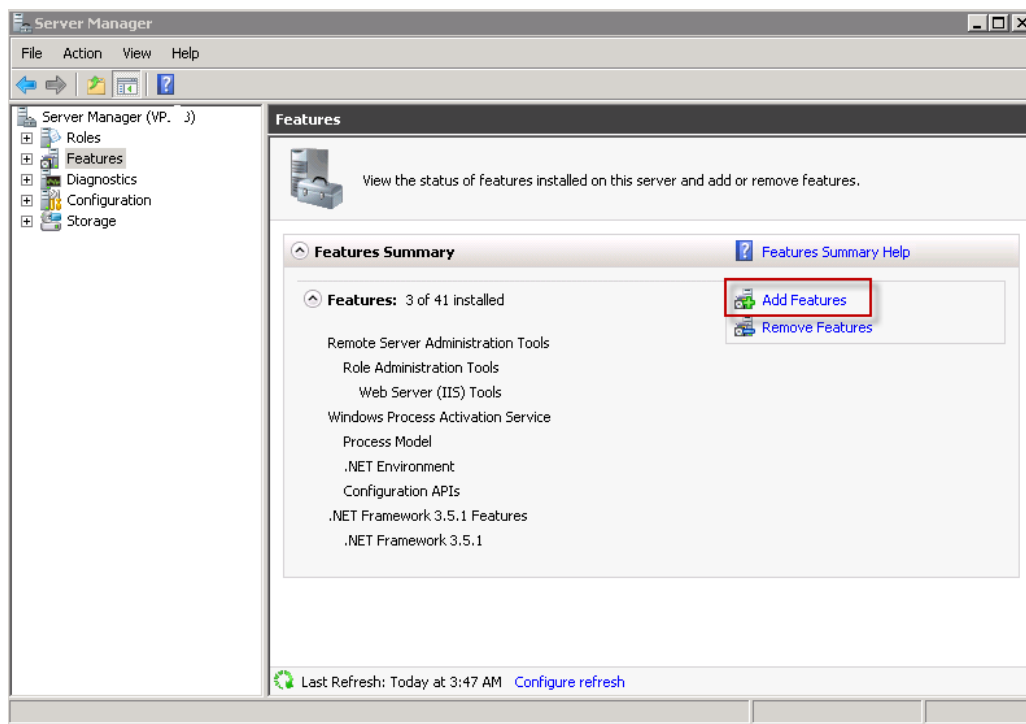 Server Manager
File Action View Help
Server Manager (VP. 3)
Roles
Features
Diagnostics
Configuration
Storage
Features
View the status of features installed on this server and add or remove features.
Features Summary
Features Summary Help
Features: 3 of 41 installed
Add Features
Remove Features
Remote Server Administration Tools
Role Administration Tools
Web Server (IIS) Tools
Windows Process Activation Service
Process Model
.NET Environment
Configuration APIs
.NET Framework 3.5.1 Features
.NET Framework 3.5.1
Last Refresh: Today at 3:47 AM Configure refresh